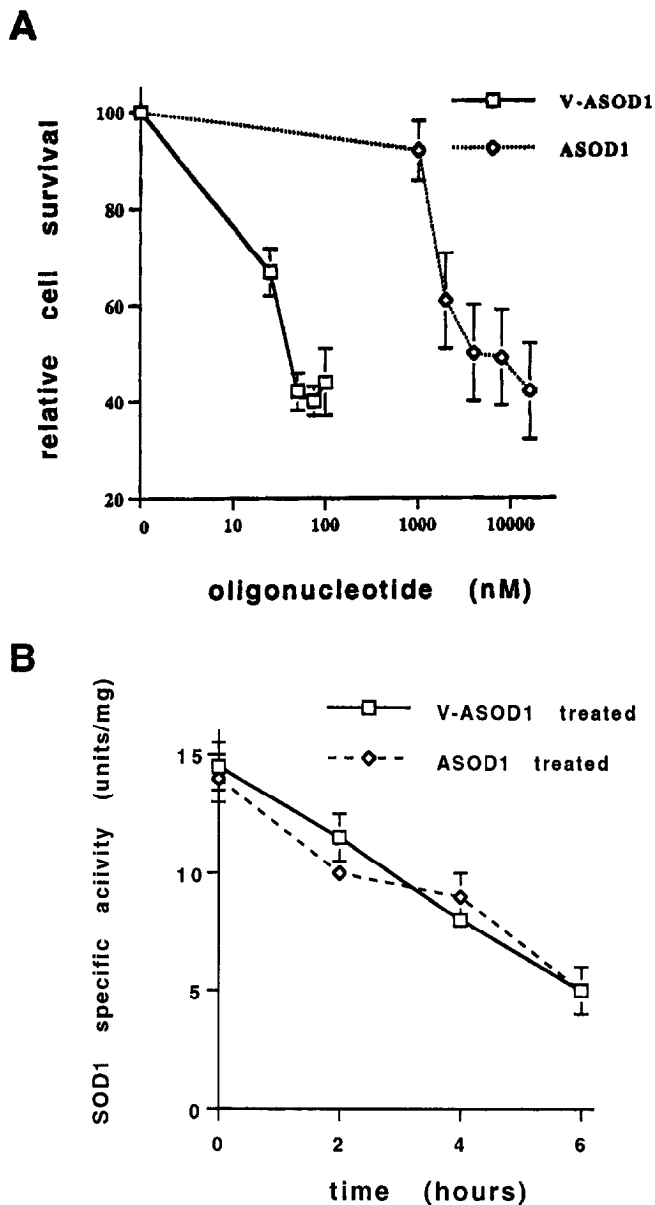 A
V-ASOD1
ASOD1
relative cell survival
100
80
60
40
20
0 10 100 1000 10000
oligonucleotide (nM)
B
V-ASOD1 treated
ASOD1 treated
SOD1 specific aciivity (units/mg)
15
10
5
0
0 2 4 6
time (hours)